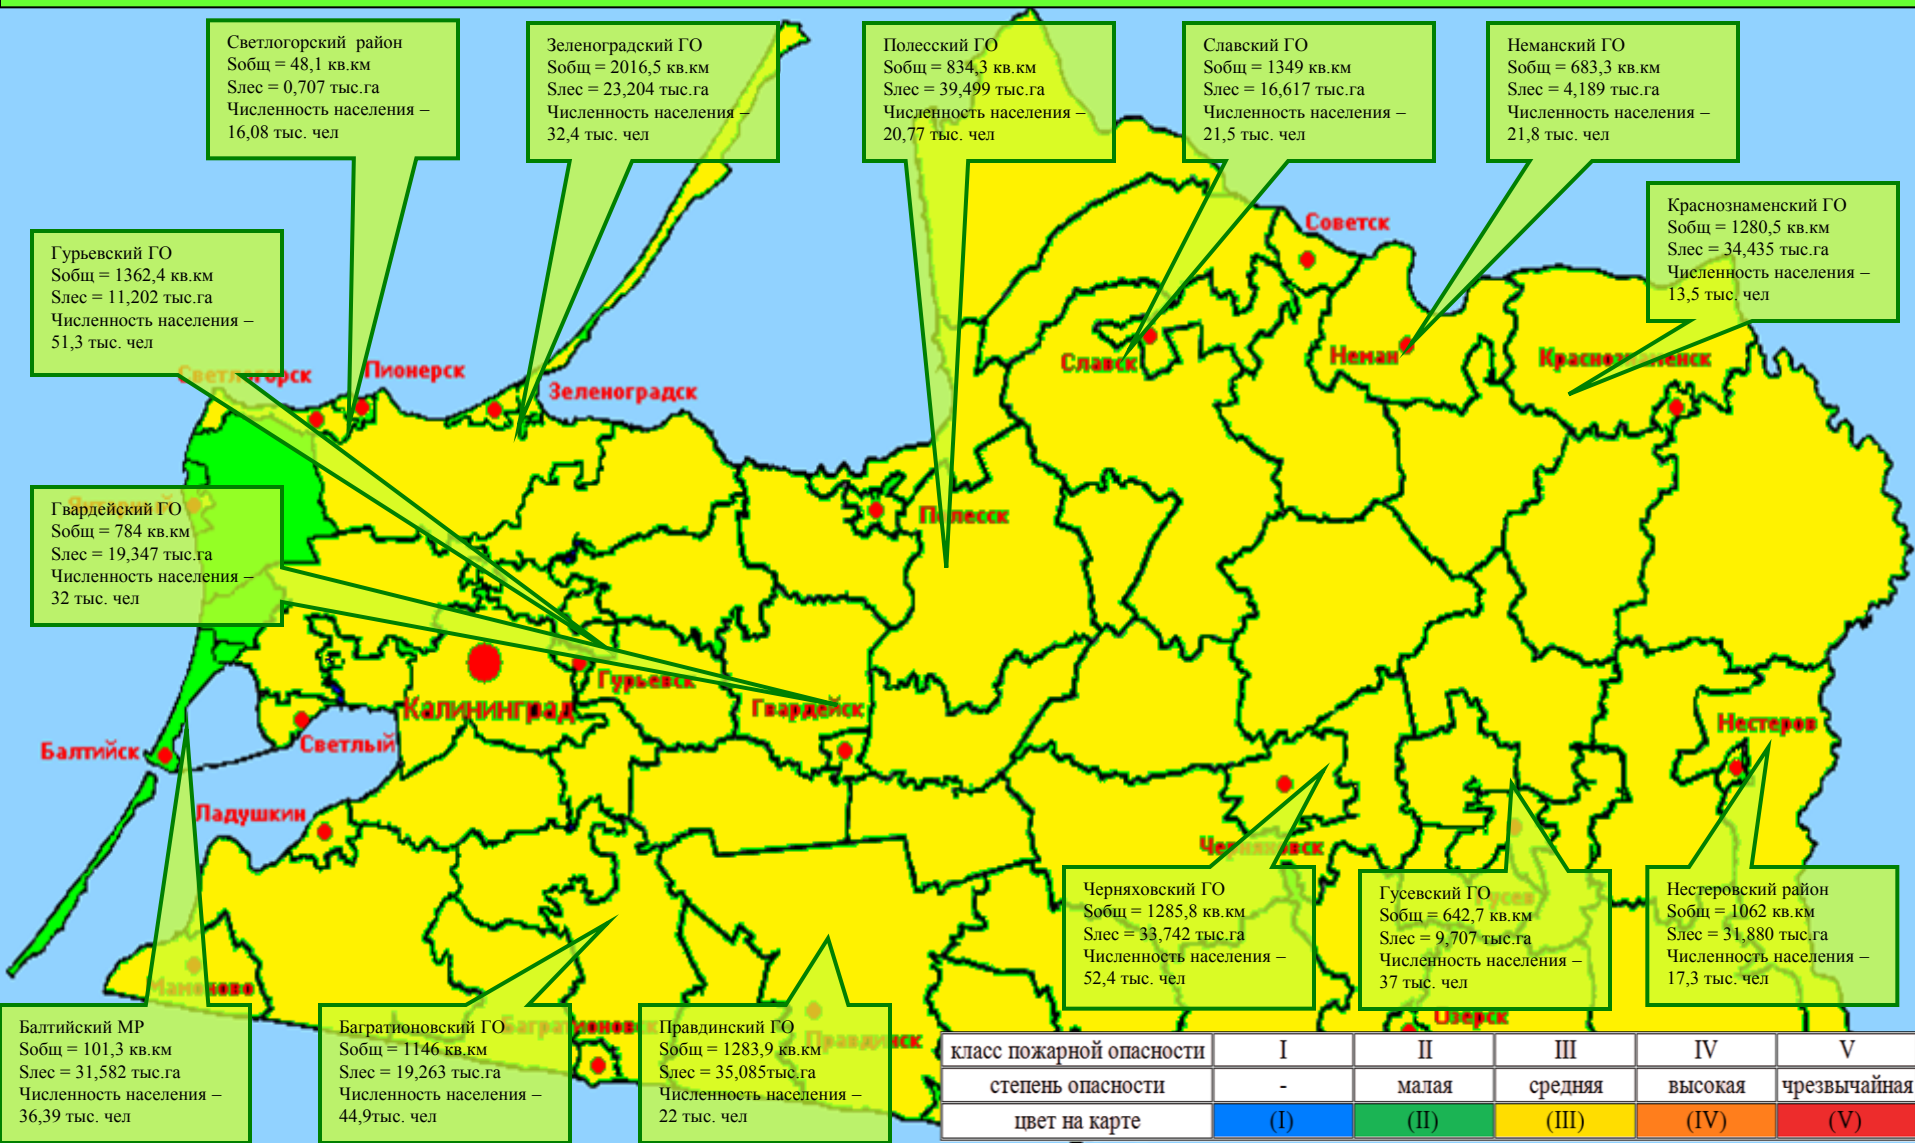 Светлогорский район
Sобщ = 48,1 кв.км
Sлес = 0,707 тыс.га
Численность населения –
16,08 тыс. чел
Зеленоградский ГО
Sобщ = 2016,5 кв.км
Sлес = 23,204 тыс.га
Численность населения –
32,4 тыс. чел
Полесский ГО
Sобщ = 834,3 кв.км
Sлес = 39,499 тыс.га
Численность населения –
20,77 тыс. чел
Славский ГО
Sобщ = 1349 кв.км
Sлес = 16,617 тыс.га
Численность населения –
21,5 тыс. чел
Неманский ГО
Sобщ = 683,3 кв.км
Sлес = 4,189 тыс.га
Численность населения –
21,8 тыс. чел
Краснознаменский ГО
Sобщ = 1280,5 кв.км
Sлес = 34,435 тыс.га
Численность населения –
13,5 тыс. чел
Гурьевский ГО
Sобщ = 1362,4 кв.км
Sлес = 11,202 тыс.га
Численность населения –
51,3 тыс. чел
Советск
Славск
Неман
Краснознаменск
Светлогорск
Пионерск
Зеленоградск
Гвардейский ГО
Sобщ = 784 кв.км
Sлес = 19,347 тыс.га
Численность населения –
32 тыс. чел
Полесск
Гурьевск
Калининград
Гвардейск
Нестеров
Балтийск
Светлый
Ладушкин
Черняховск
Черняховский ГО
Sобщ = 1285,8 кв.км
Sлес = 33,742 тыс.га
Численность населения –
52,4 тыс. чел
Гусевский ГО
Sобщ = 642,7 кв.км
Sлес = 9,707 тыс.га
Численность населения –
37 тыс. чел
Гусев
Нестеровский район
Sобщ = 1062 кв.км
Sлес = 31,880 тыс.га
Численность населения –
17,3 тыс. чел
Мамоново
Балтийский МР
Sобщ = 101,3 кв.км
Sлес = 31,582 тыс.га
Численность населения –
36,39 тыс. чел
Багратионовский ГО
Sобщ = 1146 кв.км
Sлес = 19,263 тыс.га
Численность населения –
44,9тыс. чел
Багратионовск
Правдинский ГО
Sобщ = 1283,9 кв.км
Sлес = 35,085тыс.га
Численность населения –
22 тыс. чел
Правдинск
Озерск
класс пожарной опасности I II III IV V
степень опасности - малая средняя высокая чрезвычайная
цвет на карте (I) (II) (III) (IV) (V)